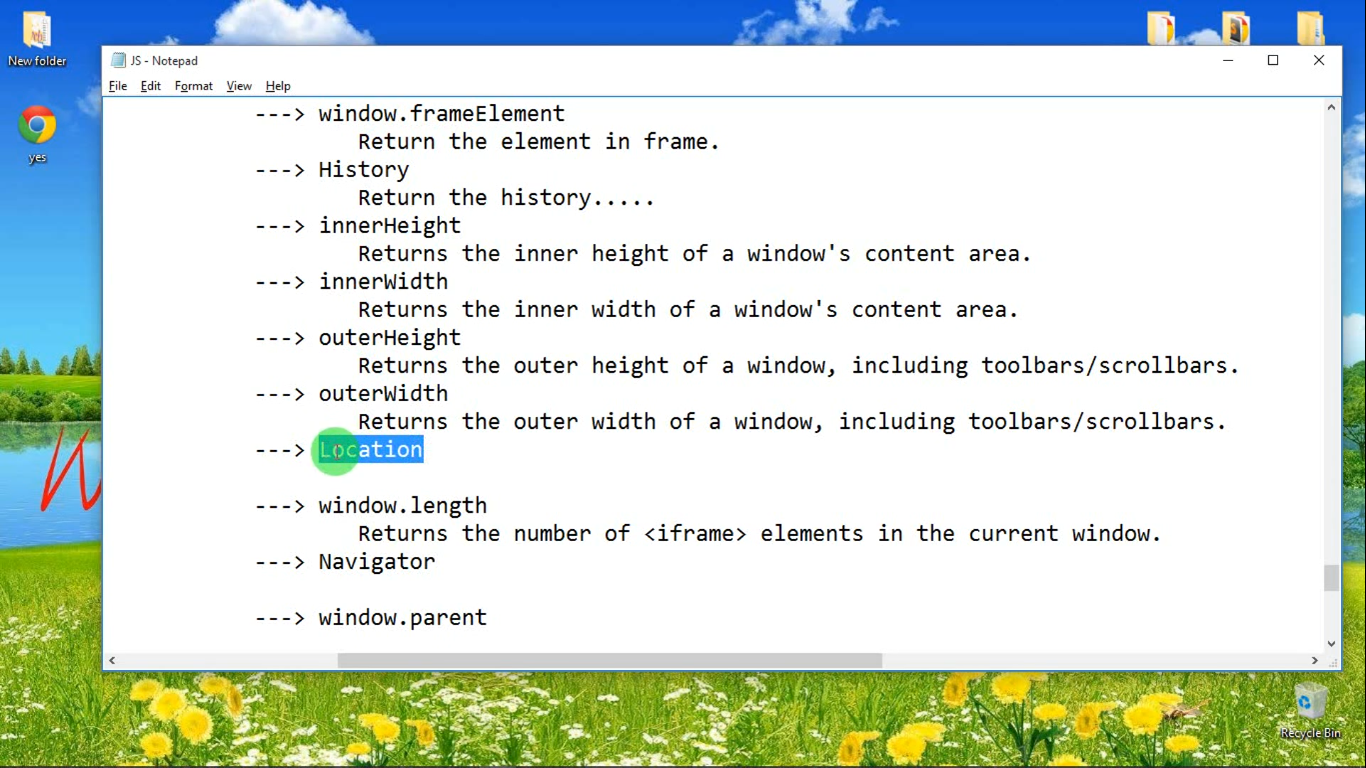 New folder
yes
JS - Notepad
File Edit Format View Help
---> window.frameElement
Return the element in frame.
---> History
Return the history.....
---> innerHeight
Returns the inner height of a window's content area.
---> innerWidth
Returns the inner width of a window's content area.
---> outerHeight
Returns the outer height of a window, including toolbars/scrollbars.
---> outerWidth
Returns the outer width of a window, including toolbars/scrollbars.
---> Location
---> window.length
Returns the number of <iframe> elements in the current window.
---> Navigator
---> window.parent
Recycle Bin